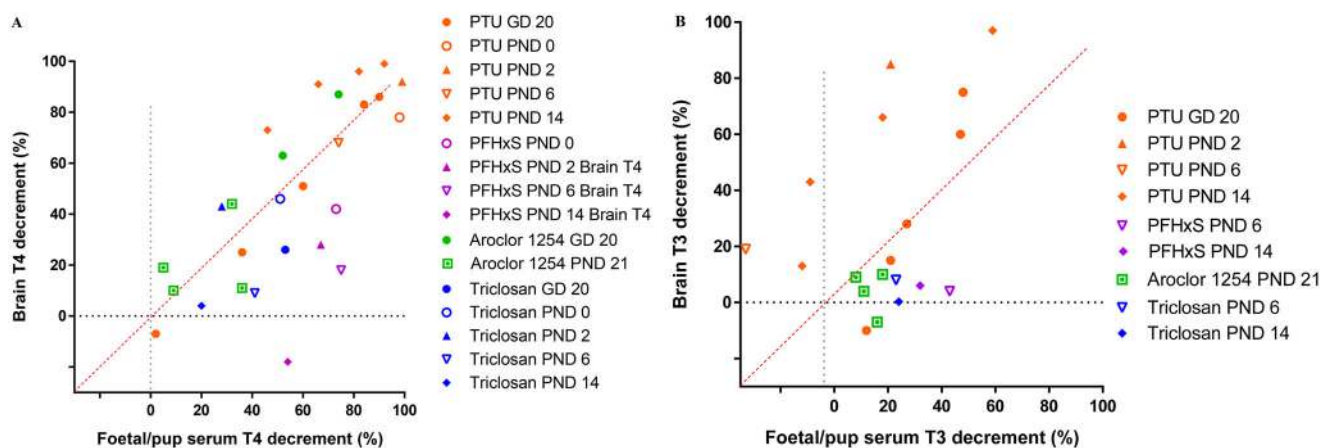 A
Brain T4 decrement (%)
100
80
60
40
20
0
0 20 40 60 80 100
Foetal/pup serum T4 decrement (%)
PTU GD 20
PTU PND 0
PTU PND 2
PTU PND 6
PTU PND 14
PFHxS PND 0
PFHxS PND 2 Brain T4
PFHxS PND 6 Brain T4
PFHxS PND 14 Brain T4
Aroclor 1254 GD 20
Aroclor 1254 PND 21
Triclosan GD 20
Triclosan PND 0
Triclosan PND 2
Triclosan PND 6
Triclosan PND 14
B
Brain T3 decrement (%)
100
80
60
40
20
0
0 20 40 60 80 100
Foetal/pup serum T3 decrement (%)
PTU GD 20
PTU PND 2
PTU PND 6
PTU PND 14
PFHxS PND 6
PFHxS PND 14
Aroclor 1254 PND 21
Triclosan PND 6
Triclosan PND 14